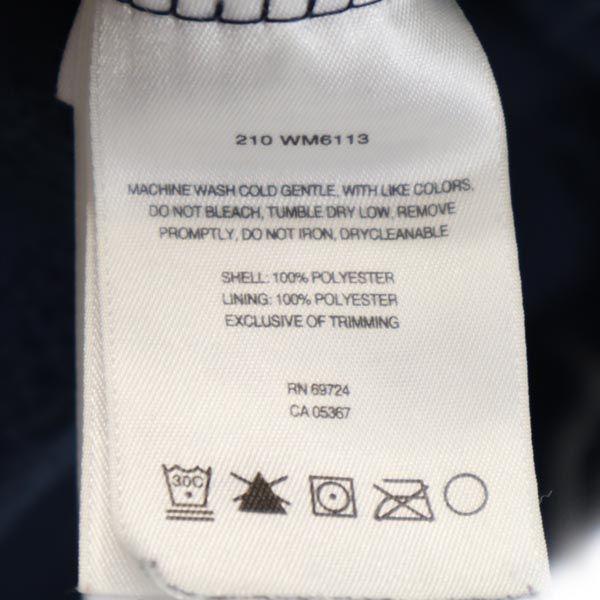 210 WM6113
MACHINE WASH COLD GENTLE, WITH LIKE COLORS,
DO NOT BLEACH, TUMBLE DRY LOW, REMOVE
PROMPTLY, DO NOT IRON, DRYCLEANABLE
SHELL: 100% POLYESTER
LINING: 100% POLYESTER
EXCLUSIVE OF TRIMMING
RN 69724
CA 05367
30C